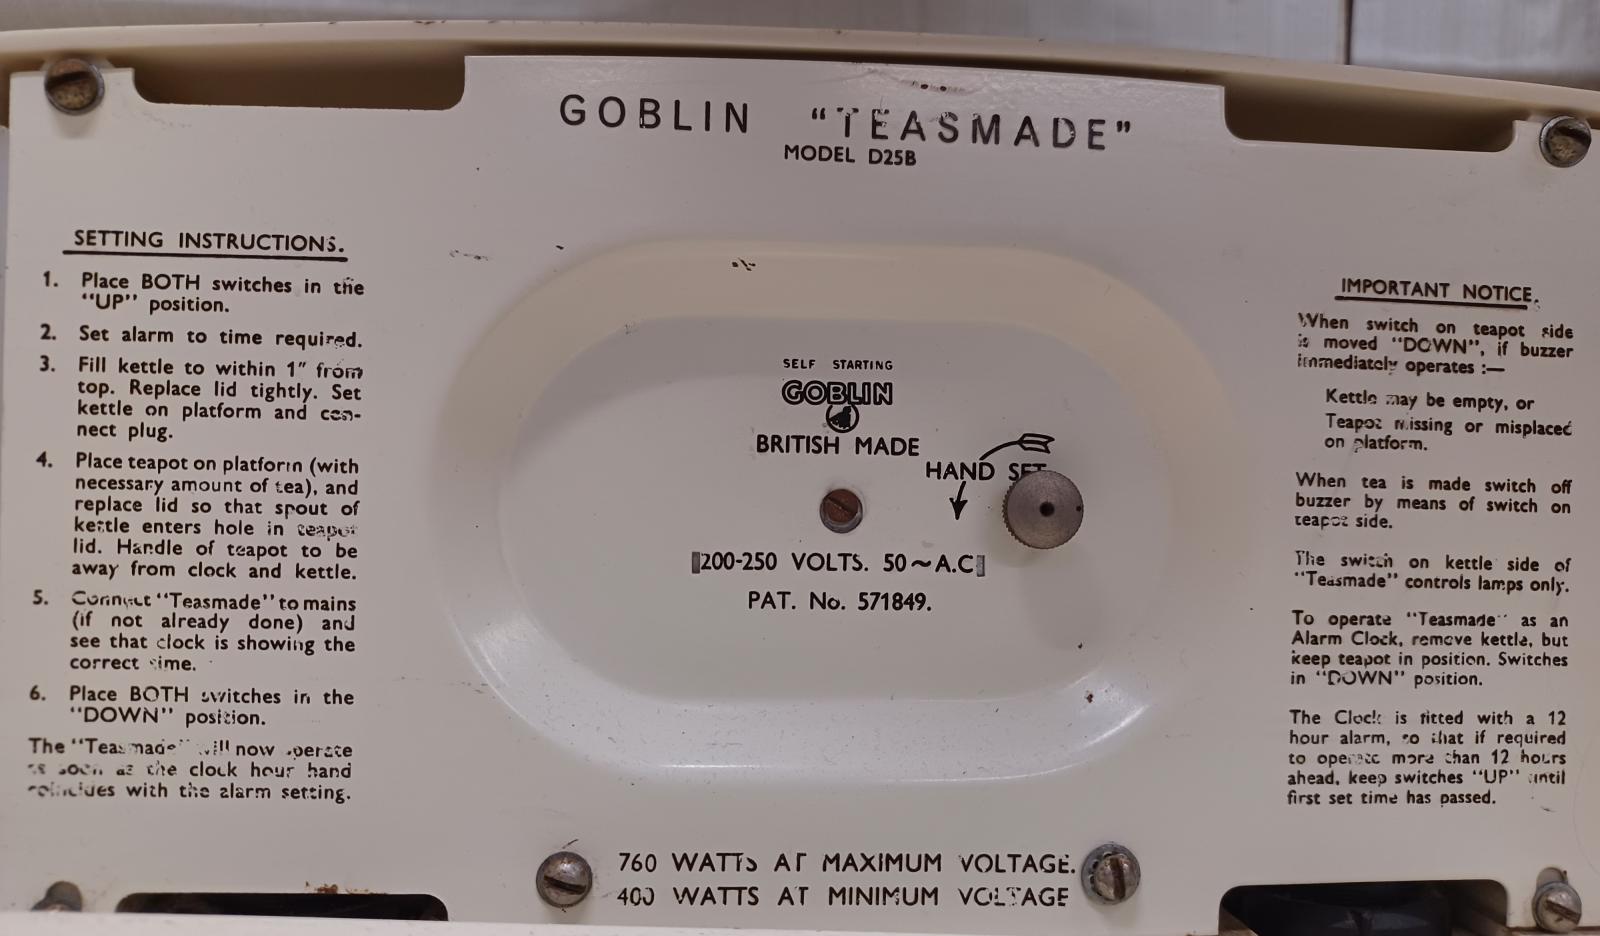 GOBLIN “TEASMADE”
MODEL D25B
SETTING INSTRUCTIONS.
1. Place BOTH switches in the
“UP” position.
2. Set alarm to time required.
3. Fill kettle to within 1″ from
top. Replace lid tightly. Set
kettle on platform and con-
nect plug.
4. Place teapot on platform (with
necessary amount of tea), and
replace lid so that spout of
kettle enters hole in teapot
lid. Handle of teapot to be
away from clock and kettle.
5. Connect “Teasmade” to mains
(if not already done) and
see that clock is showing the
correct time.
6. Place BOTH switches in the
“DOWN” position.
The “Teasmade” will now operate
as soon as the clock hour hand
coincides with the alarm setting.
SELF STARTING
GOBLIN
BRITISH MADE
HAND SET
200-250 VOLTS. 50~A.C
PAT. No. 571849.
760 WATTS AT MAXIMUM VOLTAGE.
400 WATTS AT MINIMUM VOLTAGE
IMPORTANT NOTICE.
When switch on teapot side
is moved “DOWN”, if buzzer
immediately operates :—
Kettle may be empty, or
Teapot missing or misplaced
on platform.
When tea is made switch off
buzzer by means of switch on
teapot side.
The switch on kettle side of
“Teasmade” controls lamps only.
To operate “Teasmade” as an
Alarm Clock, remove kettle, but
keep teapot in position. Switches
in “DOWN” position.
The Clock is fitted with a 12
hour alarm, so that if required
to operate more than 12 hours
ahead, keep switches “UP” until
first set time has passed.